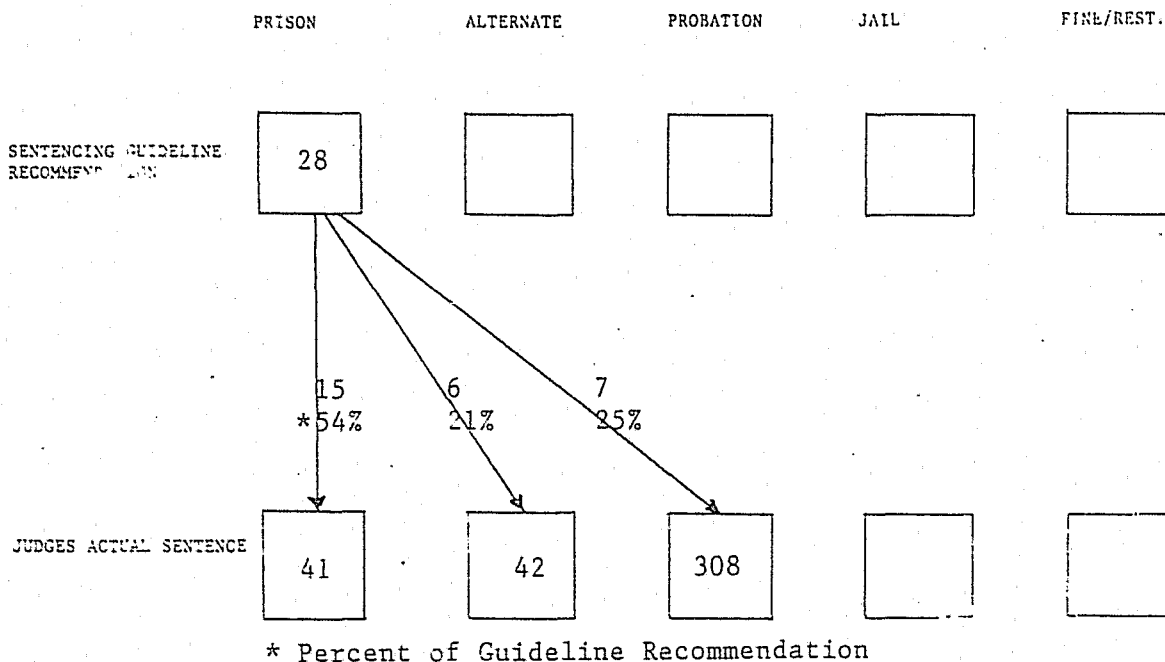 PRISON ALTERNATE PROBATION JAIL FINE/REST.
SENTENCING GUIDELINE
28
15 6 7
*54% 21% 25%
JUDGES ACTUAL SENTENCE
41 42 308
* Percent of Guideline Recommendation